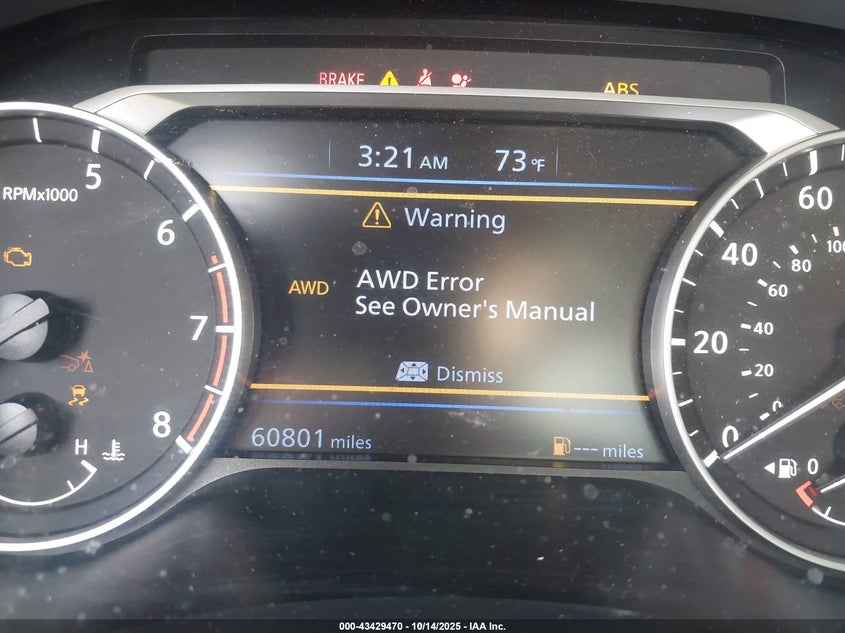 BRAKE ABS
3:21 AM 73 °F
Warning
AWD AWD Error
See Owner's Manual
Dismiss
60801 miles --- miles
RPMx1000
5
6
7
8
H
60
40
20
0
100
80
60
40
20
0
0
000-43429470 - 10/14/2025 - IAA Inc.